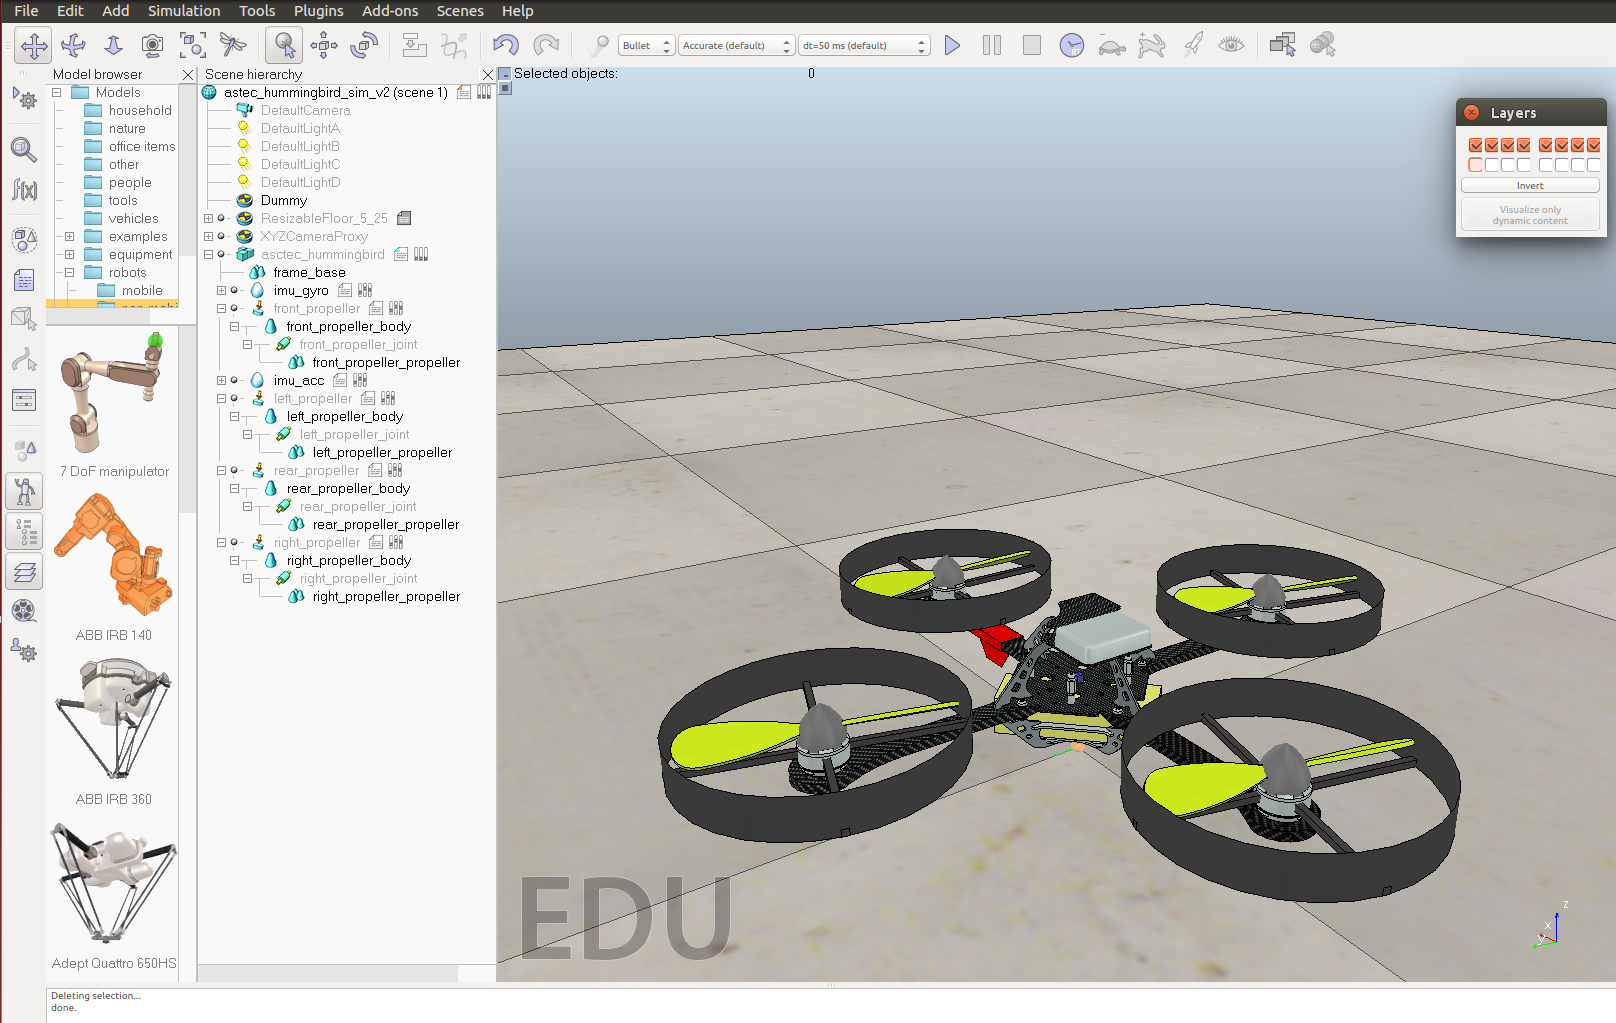 File Edit Add Simulation Tools Plugins Add-ons Scenes Help
Bullet Accurate (default) dt=50 ms (default)
Model browser
Models
household
nature
office items
other
people
tools
vehicles
examples
equipment
robots
mobile
7 DoF manipulator
ABB IRB 140
ABB IRB 360
Adept Quattro 650HS
Scene hierarchy
astec_hummingbird_sim_v2 (scene 1)
DefaultCamera
DefaultLightA
DefaultLightB
DefaultLightC
DefaultLightD
Dummy
ResizableFloor_5_25
XYZCameraProxy
asctec_hummingbird
frame_base
imu_gyro
front_propeller
front_propeller_body
front_propeller_joint
front_propeller_propeller
imu_acc
left_propeller
left_propeller_body
left_propeller_joint
left_propeller_propeller
rear_propeller
rear_propeller_body
rear_propeller_joint
rear_propeller_propeller
right_propeller
right_propeller_body
right_propeller_joint
right_propeller_propeller
Selected objects: 0
Layers
Invert
Visualize only
dynamic content
EDU
z
x
y
Deleting selection...
done.